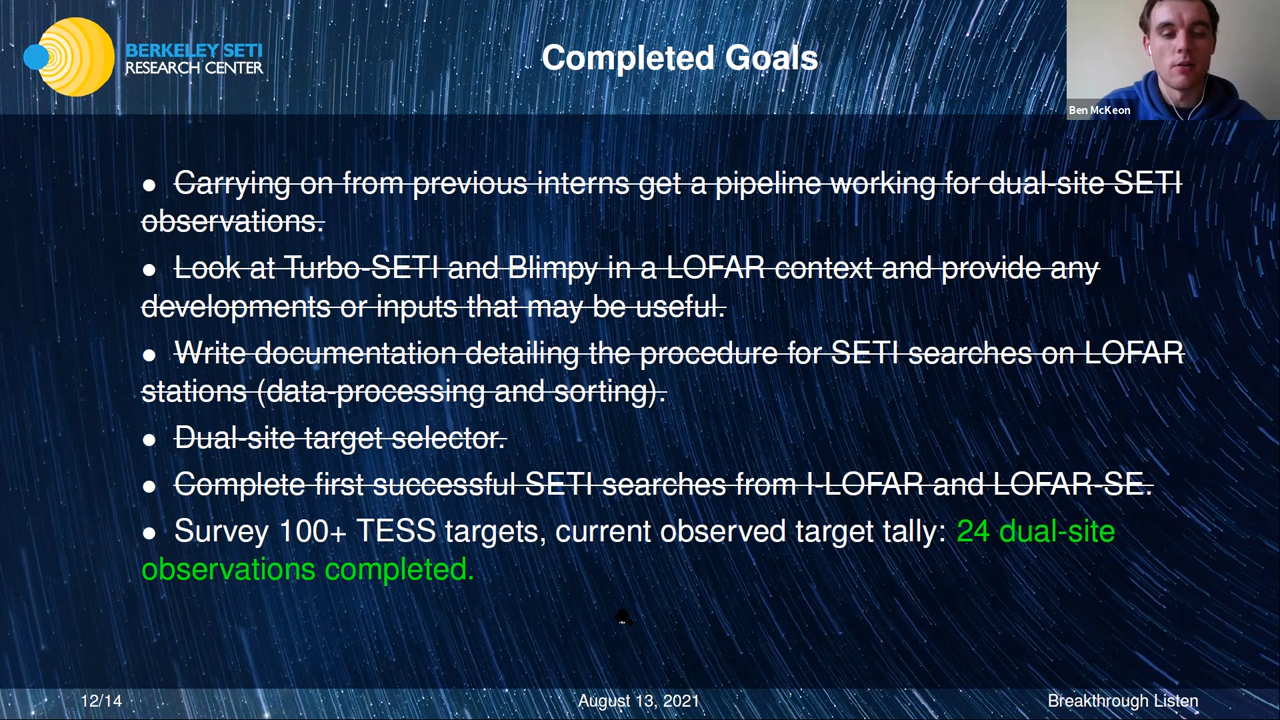 BERKELEY SETI
RESEARCH CENTER
Completed Goals
Ben McKeon
• Carrying on from previous interns get a pipeline working for dual-site SETI
observations.
• Look at Turbo-SETI and Blimpy in a LOFAR context and provide any
developments or inputs that may be useful.
• Write documentation detailing the procedure for SETI searches on LOFAR
stations (data-processing and sorting).
• Dual-site target selector.
• Complete first successful SETI searches from I-LOFAR and LOFAR-SE.
• Survey 100+ TESS targets, current observed target tally: 24 dual-site
observations completed.
12/14
August 13, 2021
Breakthrough Listen